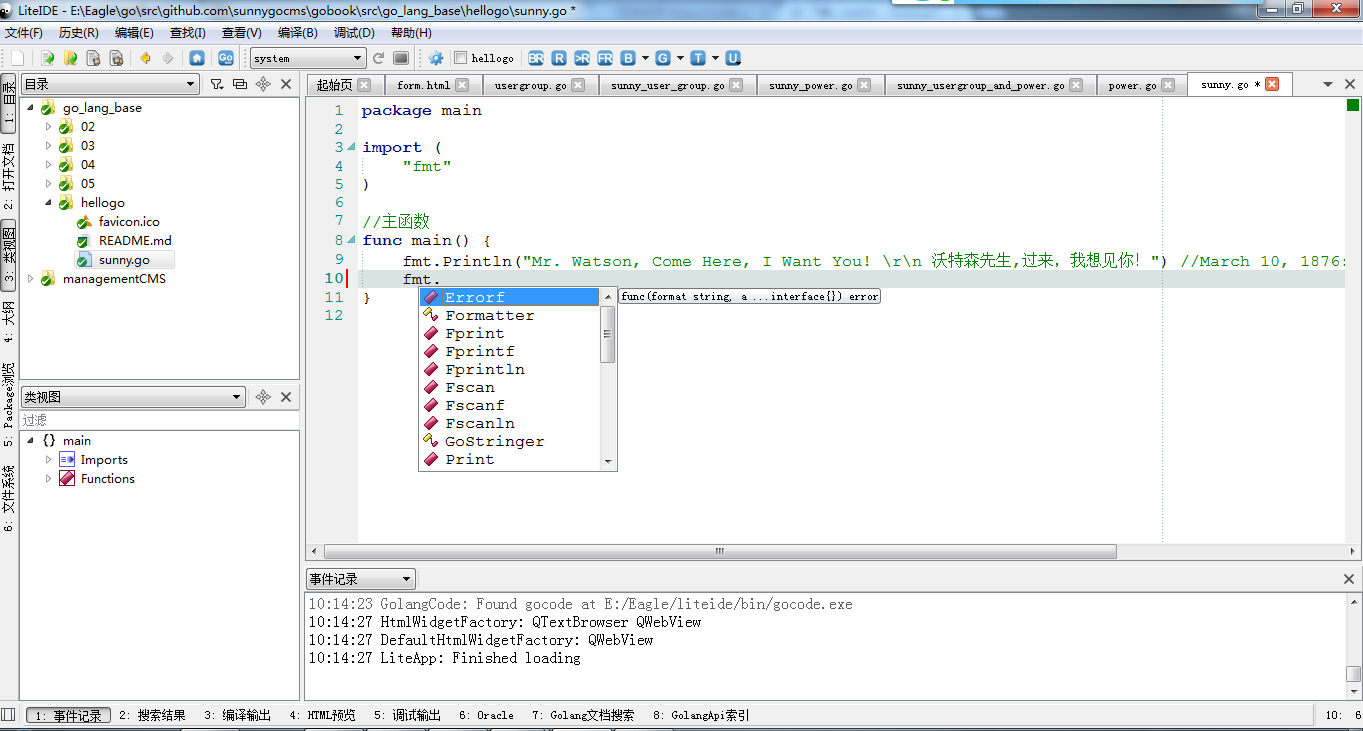 LiteIDE - E:\Eagle\go\src\github.com\sunnygocms\gobook\src\go_lang_base\hellogo\sunny.go *
文件(F) 历史(R) 编辑(E) 查找(I) 查看(V) 编译(B) 调试(D) 帮助(H)
Go system hellogo BR R >R FR B G T U
1: 目录
2: 打开文档
3: 类视图
4: 大纲
5: Package浏览
6: 文件系统
目录
go_lang_base
02
03
04
05
hellogo
favicon.ico
README.md
sunny.go
managementCMS
类视图
过滤
{} main
Imports
Functions
起始页 form.html usergroup.go sunny_user_group.go sunny_power.go sunny_usergroup_and_power.go power.go sunny.go *
1 package main
2
3 import (
4 "fmt"
5 )
6
7 //主函数
8 func main() {
9 fmt.Println("Mr. Watson, Come Here, I Want You! \r\n 沃特森先生,过来，我想见你！") //March 10, 1876:
10 fmt.
11 }
12
Errorf func(format string, a ...interface{}) error
Formatter
Fprint
Fprintf
Fprintln
Fscan
Fscanf
Fscanln
GoStringer
Print
事件记录
10:14:23 GolangCode: Found gocode at E:/Eagle/liteide/bin/gocode.exe
10:14:27 HtmlWidgetFactory: QTextBrowser QWebView
10:14:27 DefaultHtmlWidgetFactory: QWebView
10:14:27 LiteApp: Finished loading
1: 事件记录 2: 搜索结果 3: 编译输出 4: HTML预览 5: 调试输出 6: Oracle 7: Golang文档搜索 8: GolangApi索引 10: 6